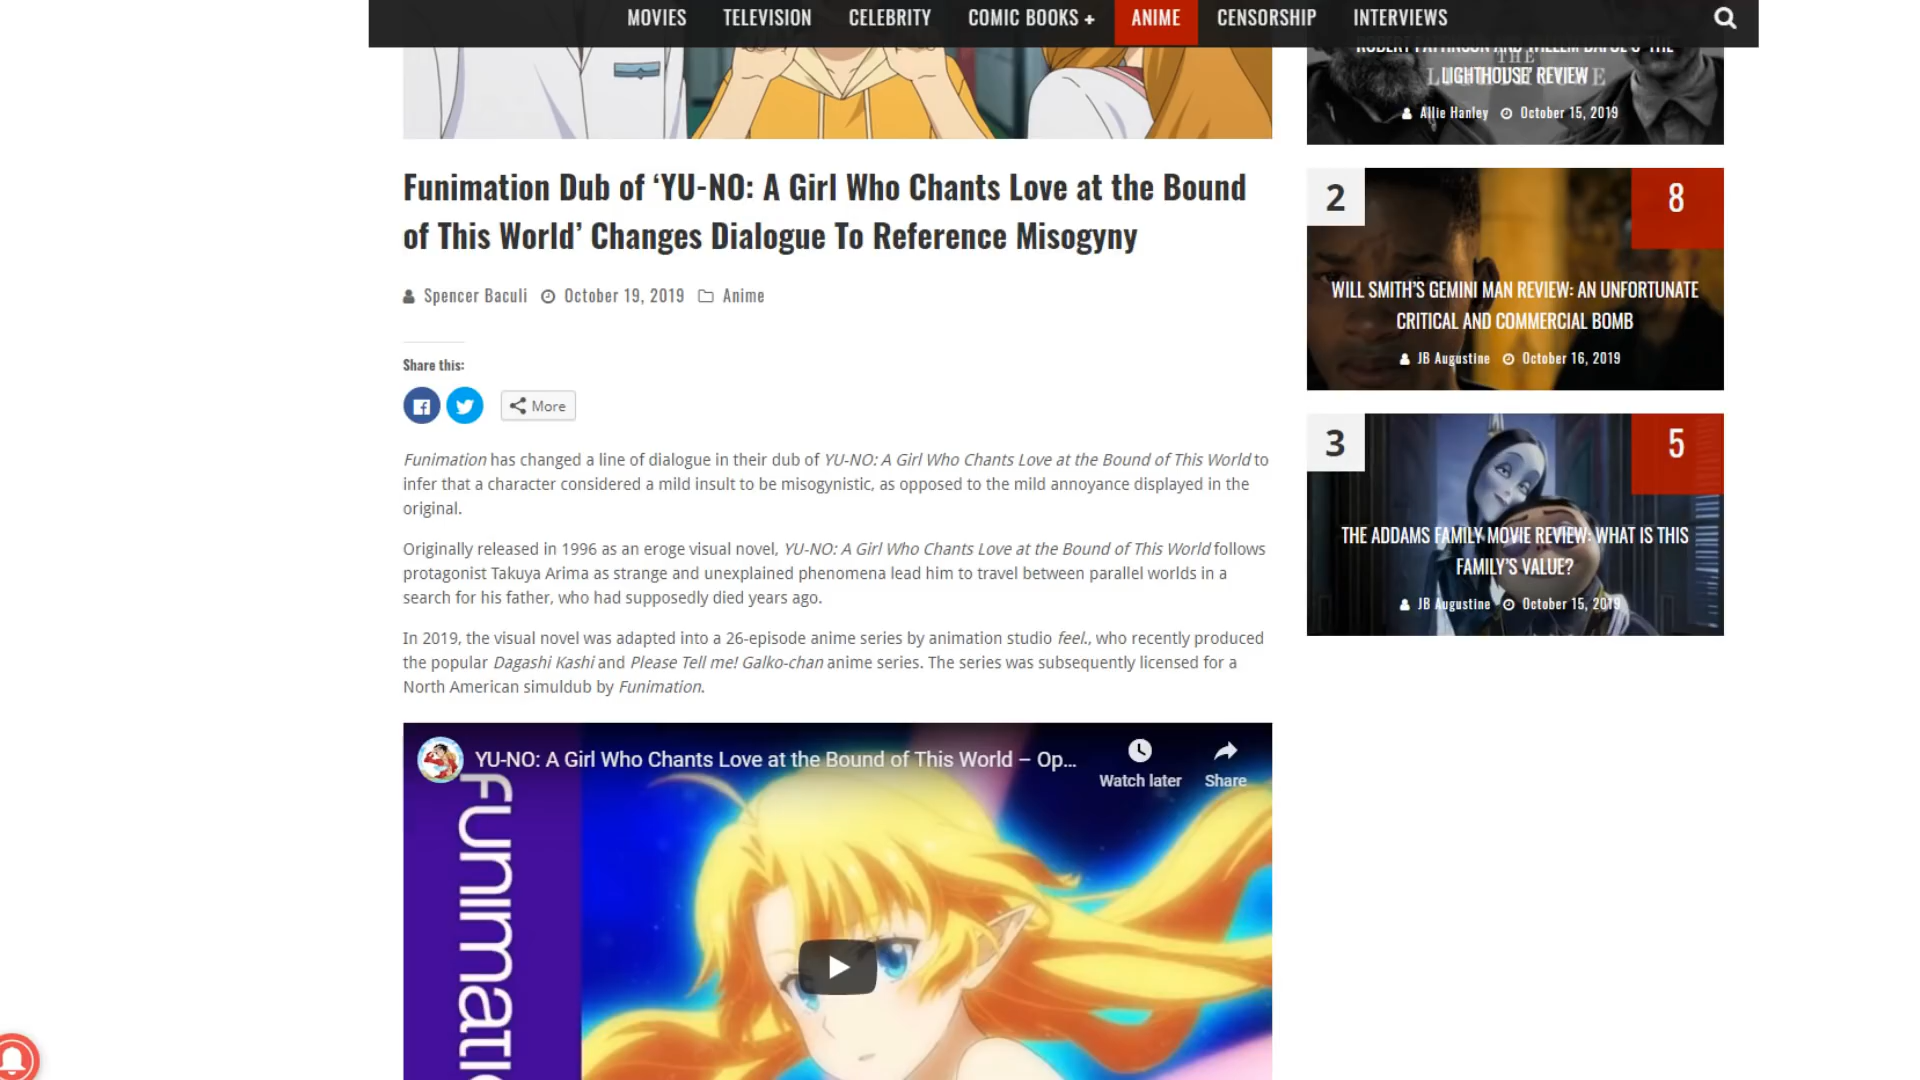 MOVIES TELEVISION CELEBRITY COMIC BOOKS + ANIME CENSORSHIP INTERVIEWS
Funimation Dub of ‘YU-NO: A Girl Who Chants Love at the Bound
of This World’ Changes Dialogue To Reference Misogyny
Spencer Baculi October 19, 2019 Anime
Share this:
More
Funimation has changed a line of dialogue in their dub of YU-NO: A Girl Who Chants Love at the Bound of This World to
infer that a character considered a mild insult to be misogynistic, as opposed to the mild annoyance displayed in the
original.
Originally released in 1996 as an eroge visual novel, YU-NO: A Girl Who Chants Love at the Bound of This World follows
protagonist Takuya Arima as strange and unexplained phenomena lead him to travel between parallel worlds in a
search for his father, who had supposedly died years ago.
In 2019, the visual novel was adapted into a 26-episode anime series by animation studio feel., who recently produced
the popular Dagashi Kashi and Please Tell me! Galko-chan anime series. The series was subsequently licensed for a
North American simuldub by Funimation.
YU-NO: A Girl Who Chants Love at the Bound of This World – Op...
Watch later Share
Funimatio
ROBERT PATTINSON AND WILLEM DAFOE'S 'THE
LIGHTHOUSE' REVIEW
Allie Hanley October 15, 2019
2
8
WILL SMITH'S GEMINI MAN REVIEW: AN UNFORTUNATE
CRITICAL AND COMMERCIAL BOMB
JB Augustine October 16, 2019
3
5
THE ADDAMS FAMILY MOVIE REVIEW: WHAT IS THIS
FAMILY'S VALUE?
JB Augustine October 15, 2019